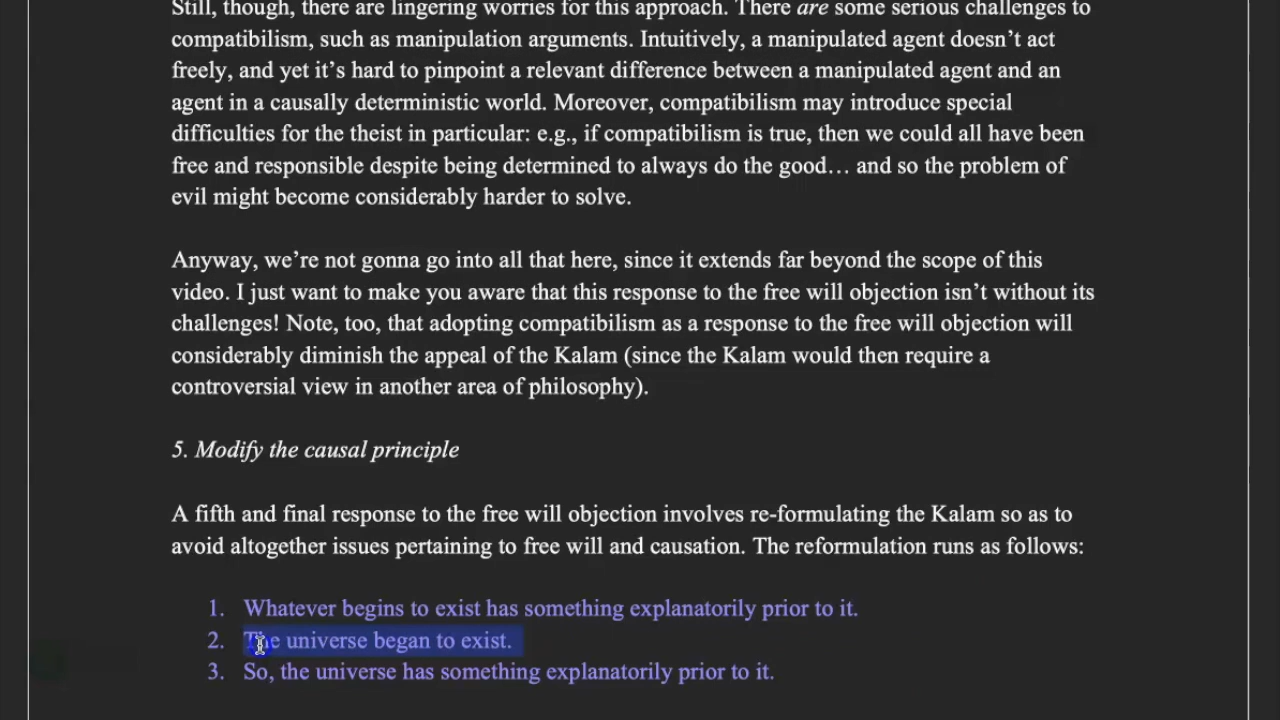 Still, though, there are lingering worries for this approach. There are some serious challenges to
compatibilism, such as manipulation arguments. Intuitively, a manipulated agent doesn’t act
freely, and yet it’s hard to pinpoint a relevant difference between a manipulated agent and an
agent in a causally deterministic world. Moreover, compatibilism may introduce special
difficulties for the theist in particular: e.g., if compatibilism is true, then we could all have been
free and responsible despite being determined to always do the good… and so the problem of
evil might become considerably harder to solve.
Anyway, we’re not gonna go into all that here, since it extends far beyond the scope of this
video. I just want to make you aware that this response to the free will objection isn’t without its
challenges! Note, too, that adopting compatibilism as a response to the free will objection will
considerably diminish the appeal of the Kalam (since the Kalam would then require a
controversial view in another area of philosophy).
5. Modify the causal principle
A fifth and final response to the free will objection involves re-formulating the Kalam so as to
avoid altogether issues pertaining to free will and causation. The reformulation runs as follows:
1. Whatever begins to exist has something explanatorily prior to it.
2. The universe began to exist.
3. So, the universe has something explanatorily prior to it.